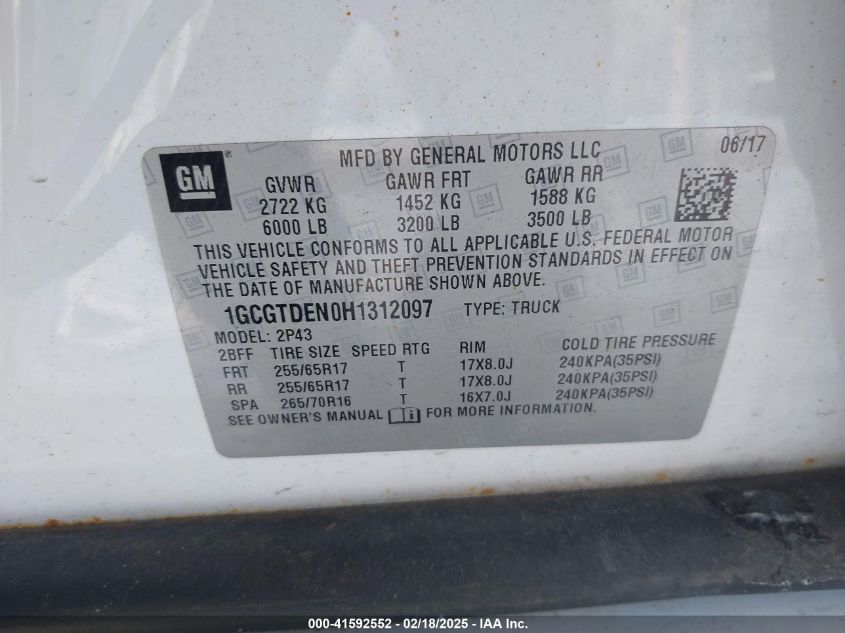 GM ® MFD BY GENERAL MOTORS LLC 06/17
GVWR GAWR FRT GAWR RR
2722 KG 1452 KG 1588 KG
6000 LB 3200 LB 3500 LB
THIS VEHICLE CONFORMS TO ALL APPLICABLE U.S. FEDERAL MOTOR
VEHICLE SAFETY AND THEFT PREVENTION STANDARDS IN EFFECT ON
THE DATE OF MANUFACTURE SHOWN ABOVE.
1GCGTDEN0H1312097 TYPE: TRUCK
MODEL: 2P43
2BFF TIRE SIZE SPEED RTG RIM COLD TIRE PRESSURE
FRT 255/65R17 T 17X8.0J 240KPA(35PSI)
RR 255/65R17 T 17X8.0J 240KPA(35PSI)
SPA 265/70R16 T 16X7.0J 240KPA(35PSI)
SEE OWNER'S MANUAL FOR MORE INFORMATION.
000-41592552 - 02/18/2025 - IAA Inc.